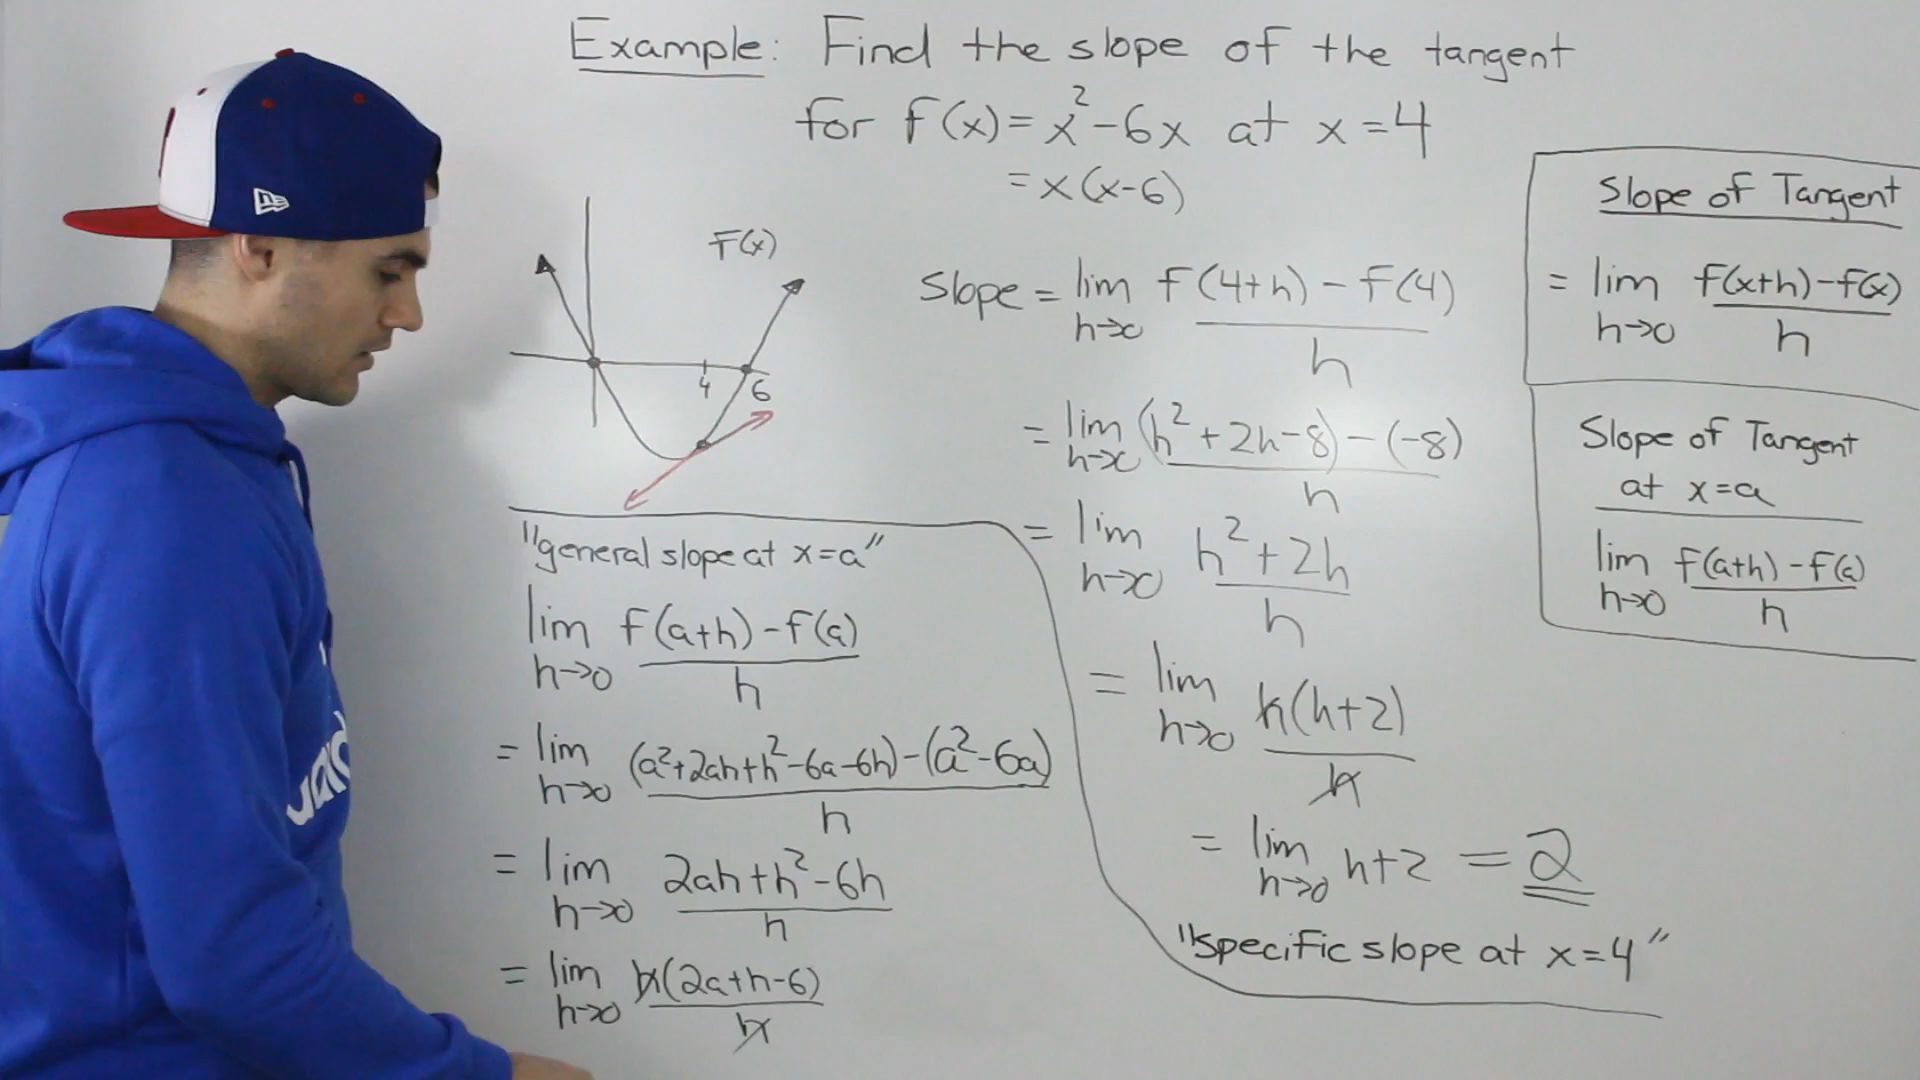 Example: Find the slope of the tangent
for f(x) = x² - 6x at x = 4
= x(x-6)
F(x)
4
6
Slope = lim h→0 f(4+h) - f(4) / h
= lim h→0 (h² + 2h - 8) - (-8) / h
= lim h→0 h² + 2h / h
= lim h→0 h(h+2) / h
= lim h→0 h+2 = 2
"specific slope at x=4"
"general slope at x=a"
lim h→0 f(a+h) - f(a) / h
= lim h→0 (a²+2ah+h²-6a-6h) - (a²-6a) / h
= lim h→0 2ah+h²-6h / h
= lim h→0 h(2a+h-6) / h
Slope of Tangent
= lim h→0 f(x+h) - f(x) / h
Slope of Tangent
at x=a
lim h→0 f(a+h) - f(a) / h